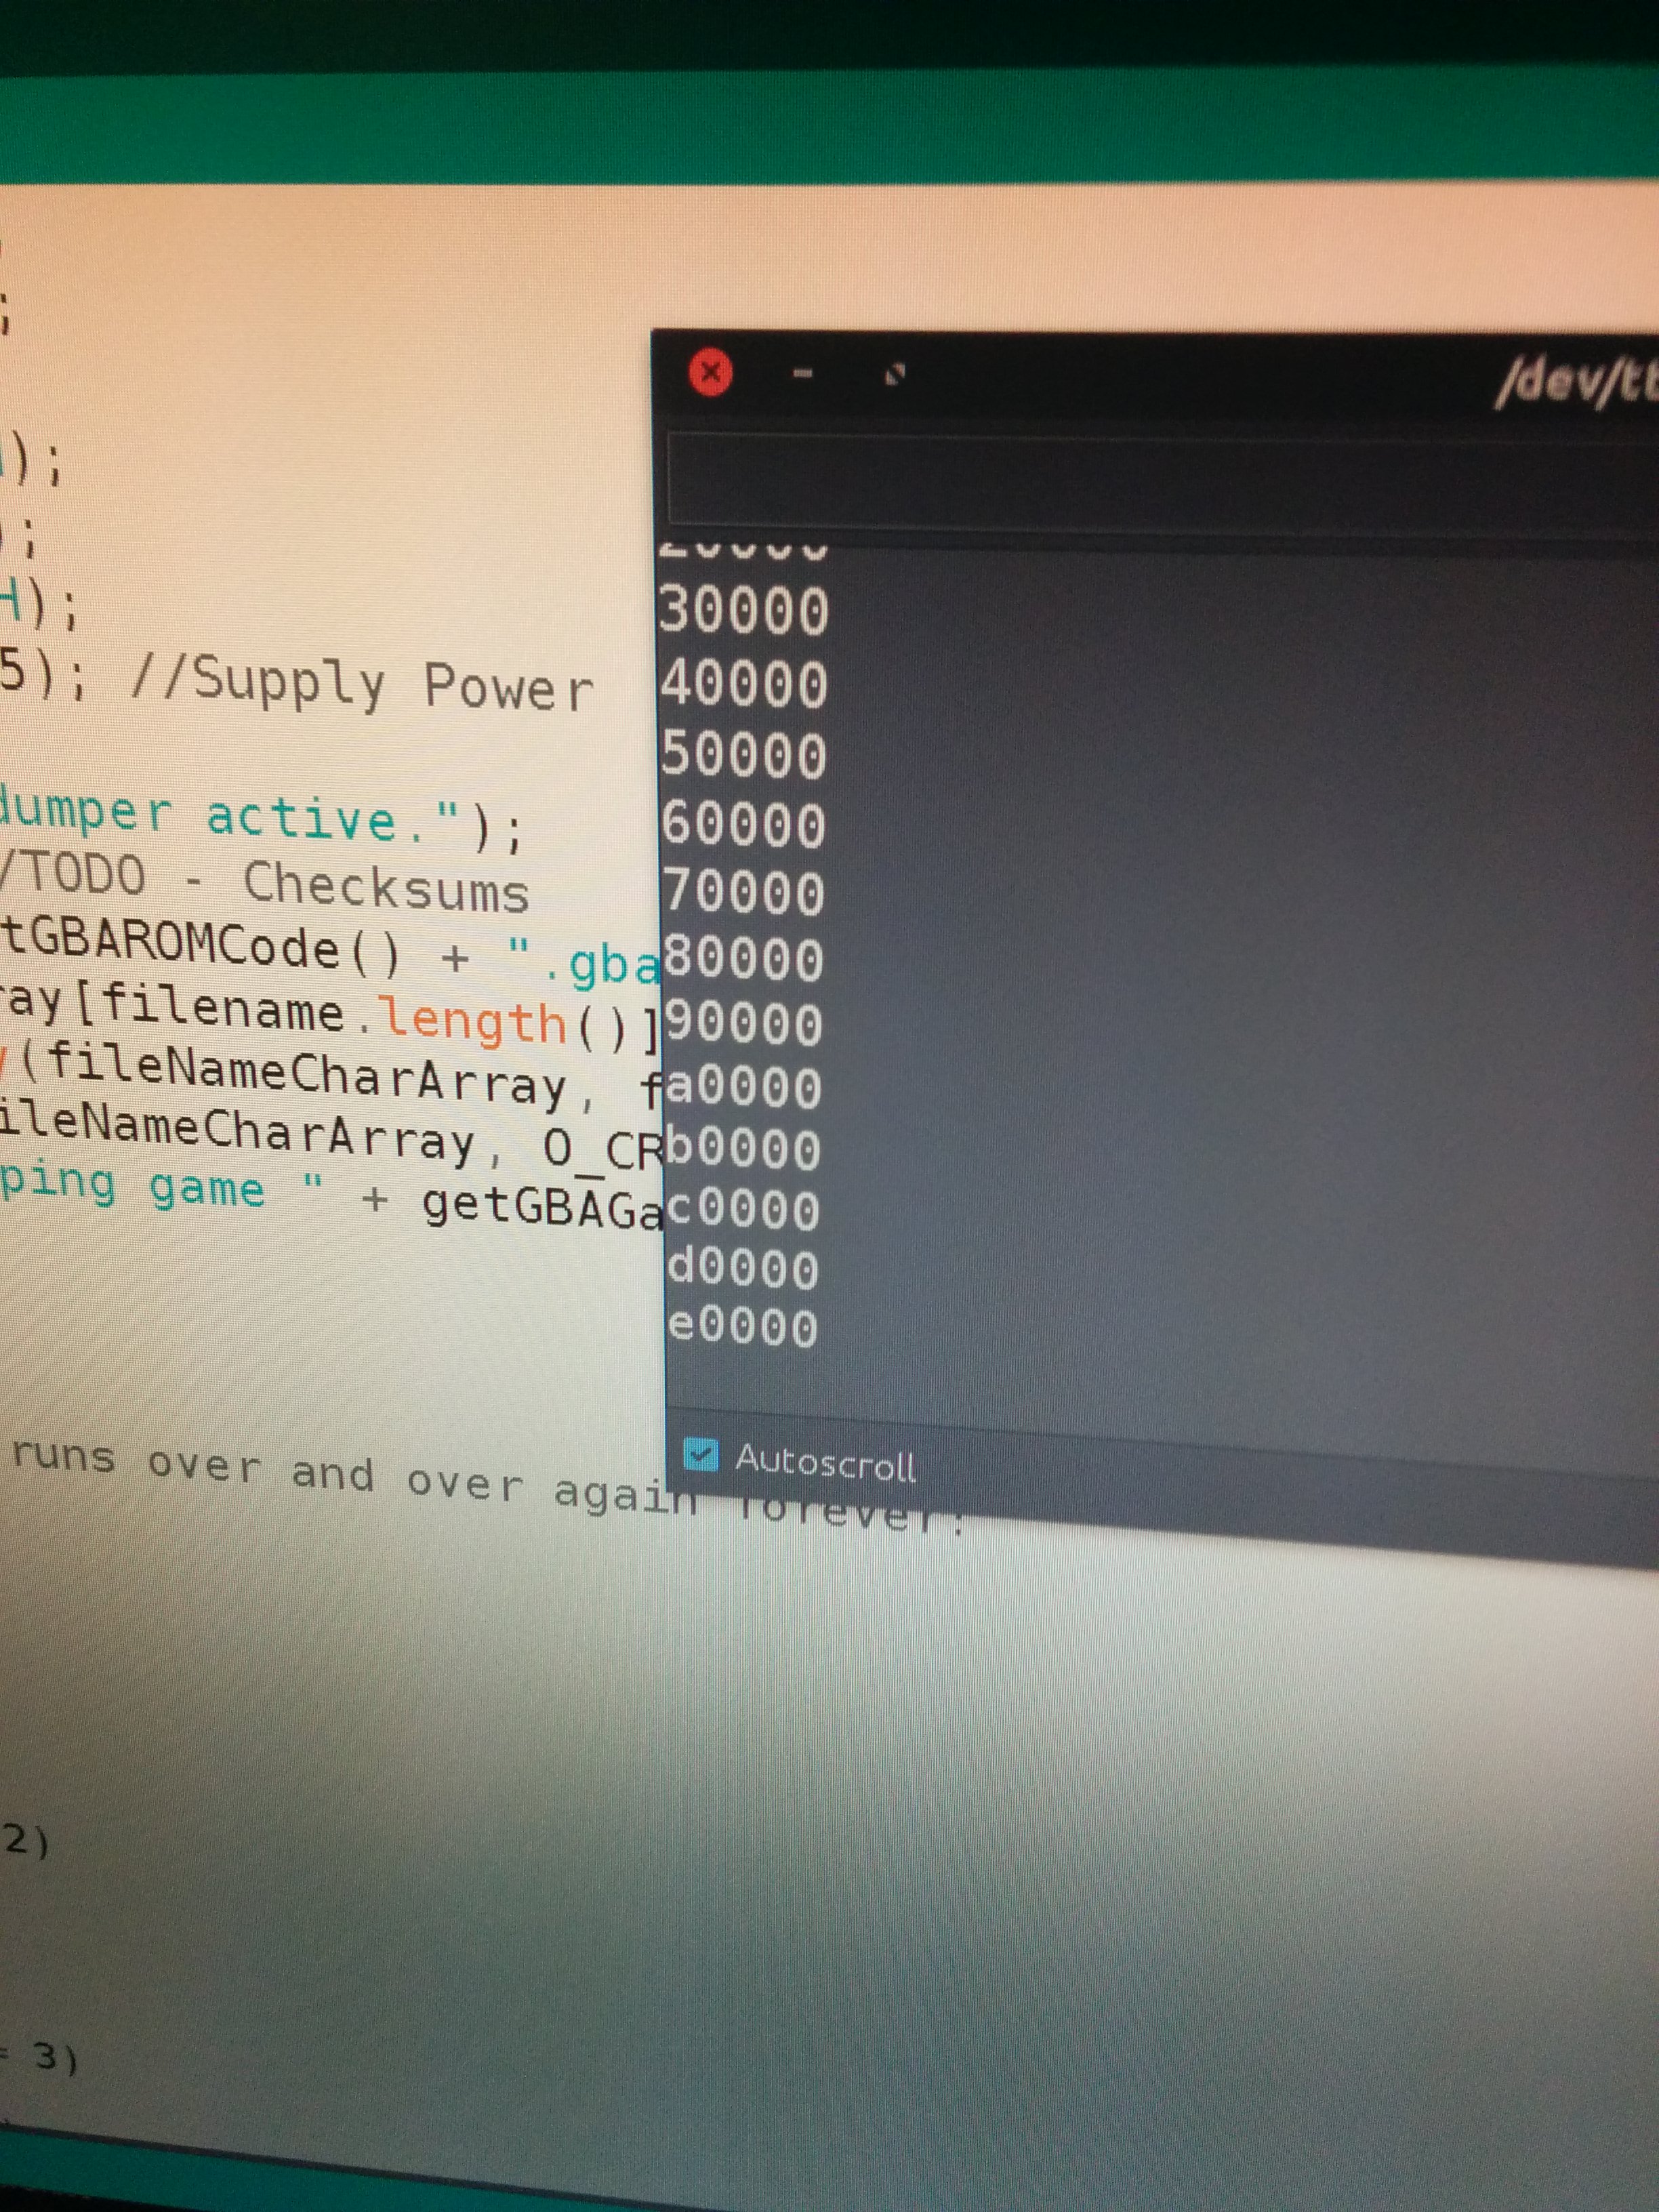 ;
);
;
H);
5); //Supply Power
dumper active.");
/TODO - Checksums
tGBAROMCode() + ".gba
ray[filename.length()]
(fileNameCharArray, f
ileNameCharArray, O_CR
ping game " + getGBAGa
runs over and over again forever:
2)
= 3)
/dev/tt
20000
30000
40000
50000
60000
70000
80000
90000
a0000
b0000
c0000
d0000
e0000
Autoscroll